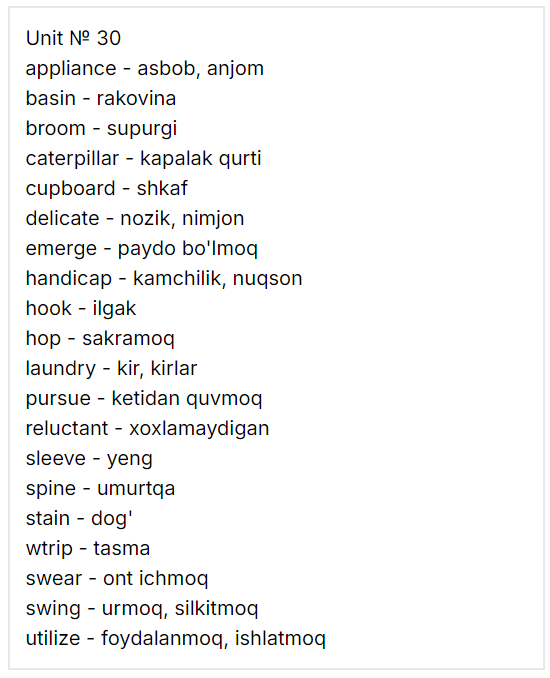 Unit № 30
appliance - asbob, anjom
basin - rakovina
broom - supurgi
caterpillar - kapalak qurti
cupboard - shkaf
delicate - nozik, nimjon
emerge - paydo bo'lmoq
handicap - kamchilik, nuqson
hook - ilgak
hop - sakramoq
laundry - kir, kirlar
pursue - ketidan quvmoq
reluctant - xoxlamaydigan
sleeve - yeng
spine - umurtqa
stain - dog'
wtrip - tasma
swear - ont ichmoq
swing - urmoq, silkitmoq
utilize - foydalanmoq, ishlatmoq